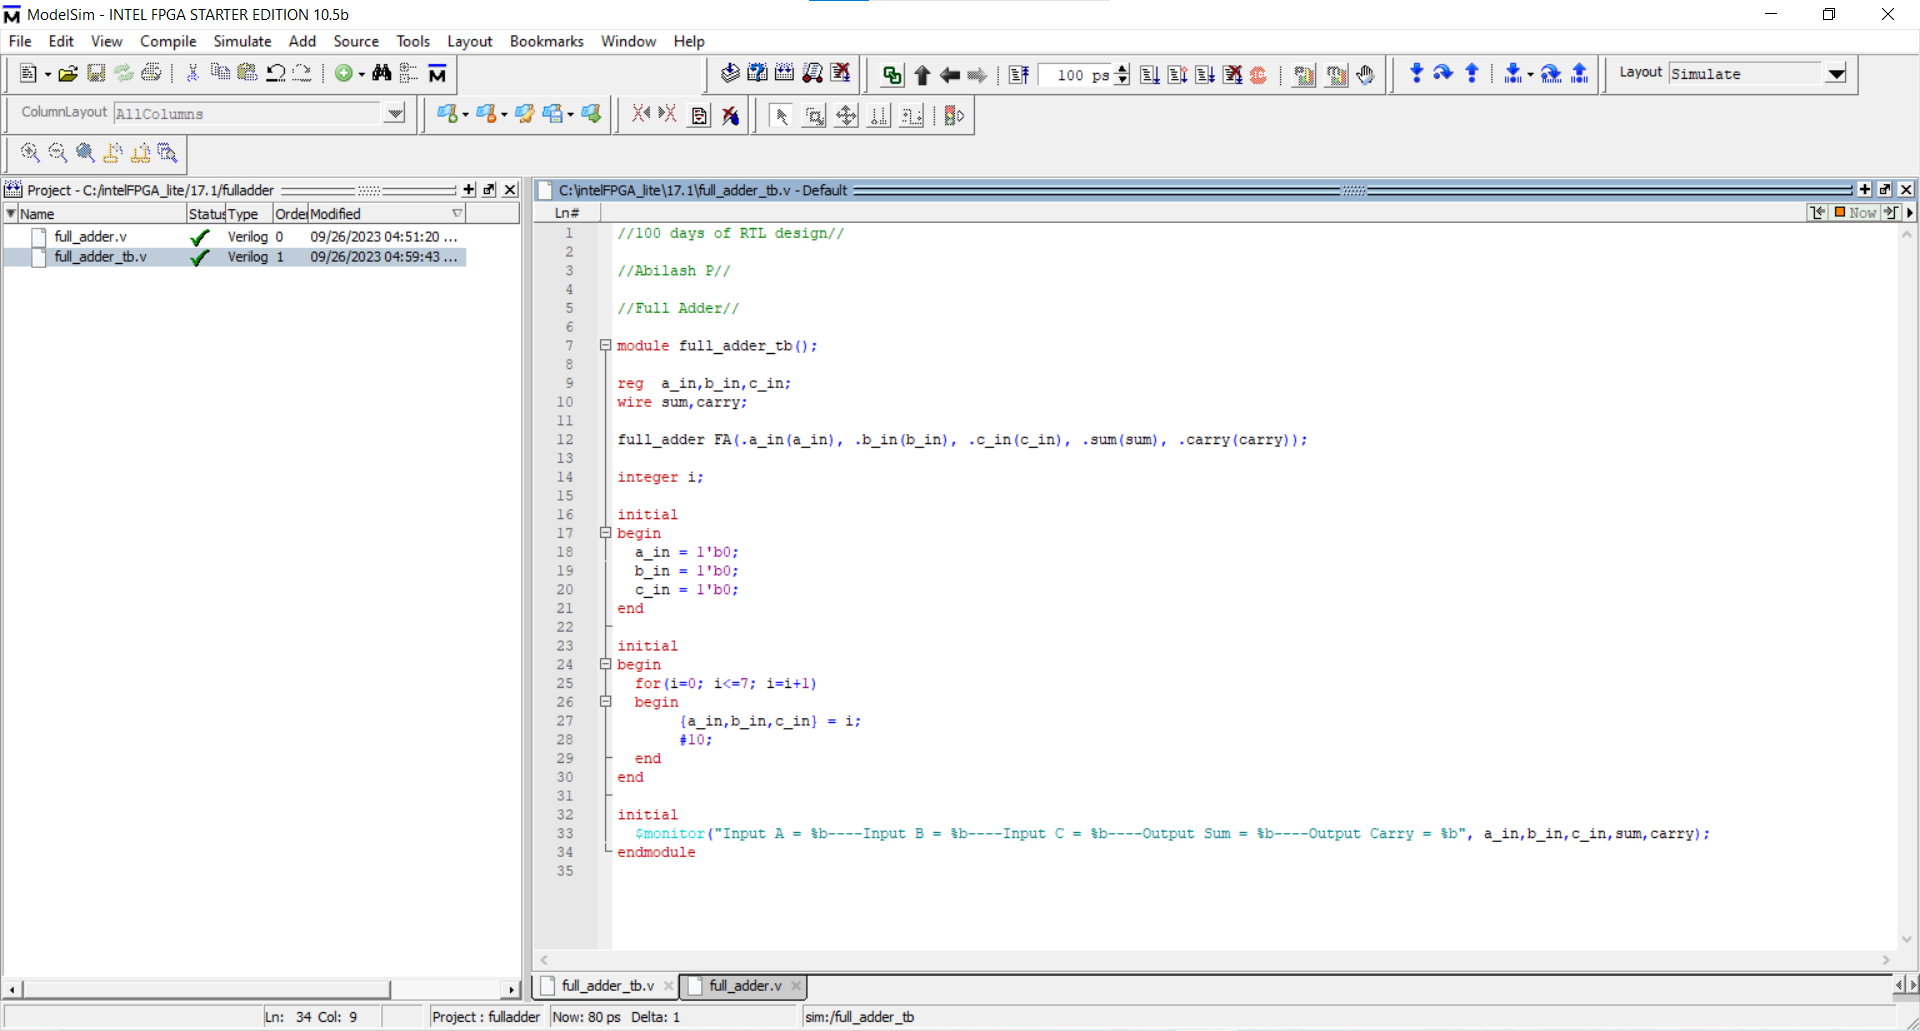 ModelSim - INTEL FPGA STARTER EDITION 10.5b
File Edit View Compile Simulate Add Source Tools Layout Bookmarks Window Help
100 ps
Layout Simulate
ColumnLayout AllColumns
Project - C:/intelFPGA_lite/17.1/fulladder
Name Status Type Order Modified
full_adder.v Verilog 0 09/26/2023 04:51:20 ...
full_adder_tb.v Verilog 1 09/26/2023 04:59:43 ...
C:\intelFPGA_lite\17.1\full_adder_tb.v - Default
Ln# Now
1 //100 days of RTL design//
2
3 //Abilash P//
4
5 //Full Adder//
6
7 module full_adder_tb();
8
9 reg  a_in,b_in,c_in;
10 wire sum,carry;
11
12 full_adder FA(.a_in(a_in), .b_in(b_in), .c_in(c_in), .sum(sum), .carry(carry));
13
14 integer i;
15
16 initial
17 begin
18   a_in = 1'b0;
19   b_in = 1'b0;
20   c_in = 1'b0;
21 end
22
23 initial
24 begin
25   for(i=0; i<=7; i=i+1)
26   begin
27        {a_in,b_in,c_in} = i;
28        #10;
29   end
30 end
31
32 initial
33   $monitor("Input A = %b----Input B = %b----Input C = %b----Output Sum = %b----Output Carry = %b", a_in,b_in,c_in,sum,carry);
34 endmodule
35
full_adder_tb.v full_adder.v
Ln: 34 Col: 9 Project : fulladder Now: 80 ps Delta: 1 sim:/full_adder_tb